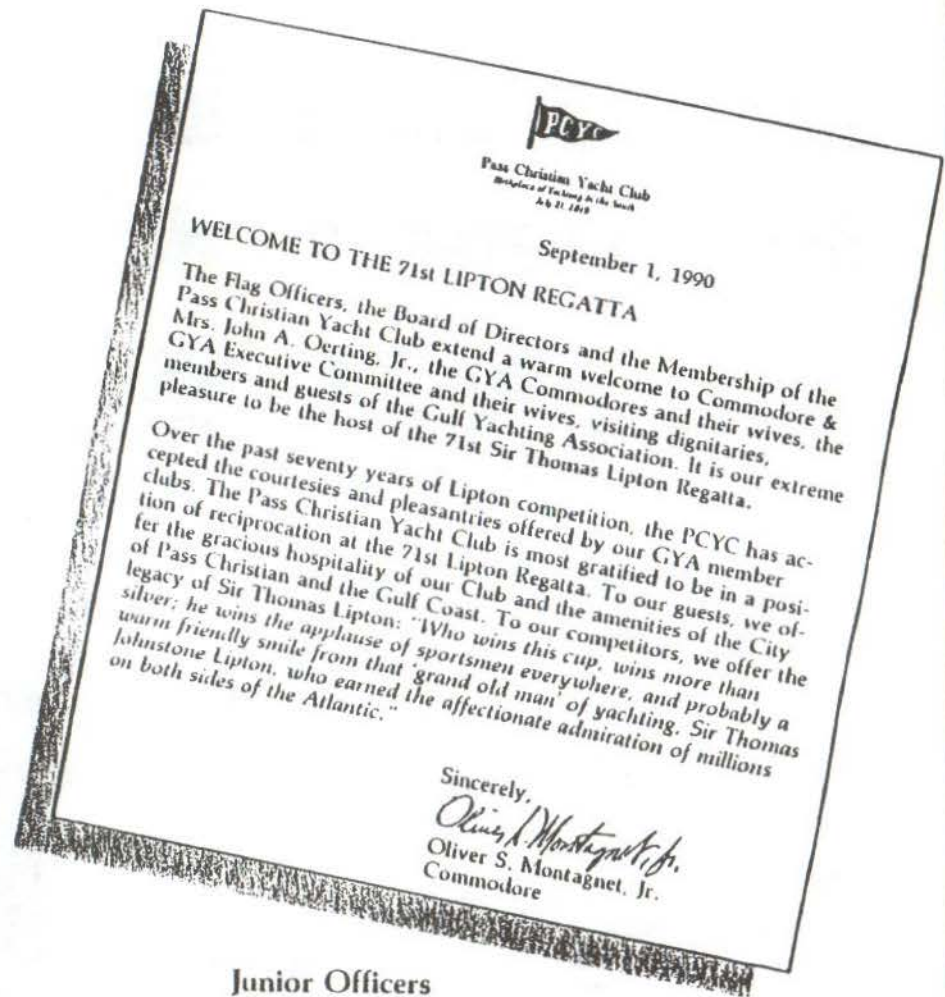 PCYC
Pass Christian Yacht Club
Birthplace of Yachting in the South
July 21, 1849
September 1, 1990
WELCOME TO THE 71st LIPTON REGATTA
The Flag Officers, the Board of Directors and the Membership of the
Pass Christian Yacht Club extend a warm welcome to Commodore &
Mrs. John A. Oerting, Jr., the GYA Commodores and their wives, the
GYA Executive Committee and their wives, visiting dignitaries,
members and guests of the Gulf Yachting Association. It is our extreme
pleasure to be the host of the 71st Sir Thomas Lipton Regatta.
Over the past seventy years of Lipton competition, the PCYC has ac-
cepted the courtesies and pleasantries offered by our GYA member
clubs. The Pass Christian Yacht Club is most gratified to be in a posi-
tion of reciprocation at the 71st Lipton Regatta. To our guests, we of-
fer the gracious hospitality of our Club and the amenities of the City
of Pass Christian and the Gulf Coast. To our competitors, we offer the
legacy of Sir Thomas Lipton: "Who wins this cup, wins more than
silver; he wins the applause of sportsmen everywhere, and probably a
warm friendly smile from that 'grand old man' of yachting, Sir Thomas
Johnstone Lipton, who earned the affectionate admiration of millions
on both sides of the Atlantic."
Sincerely,
Oliver S. Montagnet, Jr.
Oliver S. Montagnet, Jr.
Commodore
Junior Officers